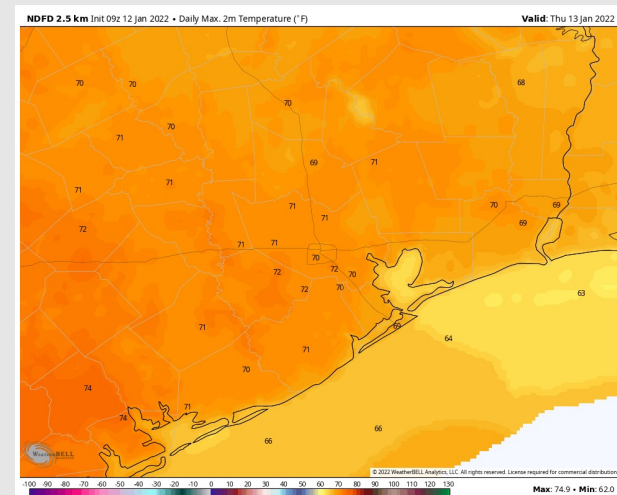 NDFD 2.5 km Init 09z 12 Jan 2022 • Daily Max. 2m Temperature (°F) Valid: Thu 13 Jan 2022
70 70 68
70
71 70
69 71
71 71
72 71 70 69
71 69
71 71
70
72 72 70
72 70 63
71 69
64
71
70
74
71
74
66 66
WeatherBELL
© 2022 WeatherBELL Analytics, LLC. All rights reserved. License required for commercial distribution.
-100 -90 -80 -70 -60 -50 -40 -30 -20 -10 0 10 20 30 40 50 60 70 80 90 100 110 120 130
Max: 74.9 • Min: 62.0